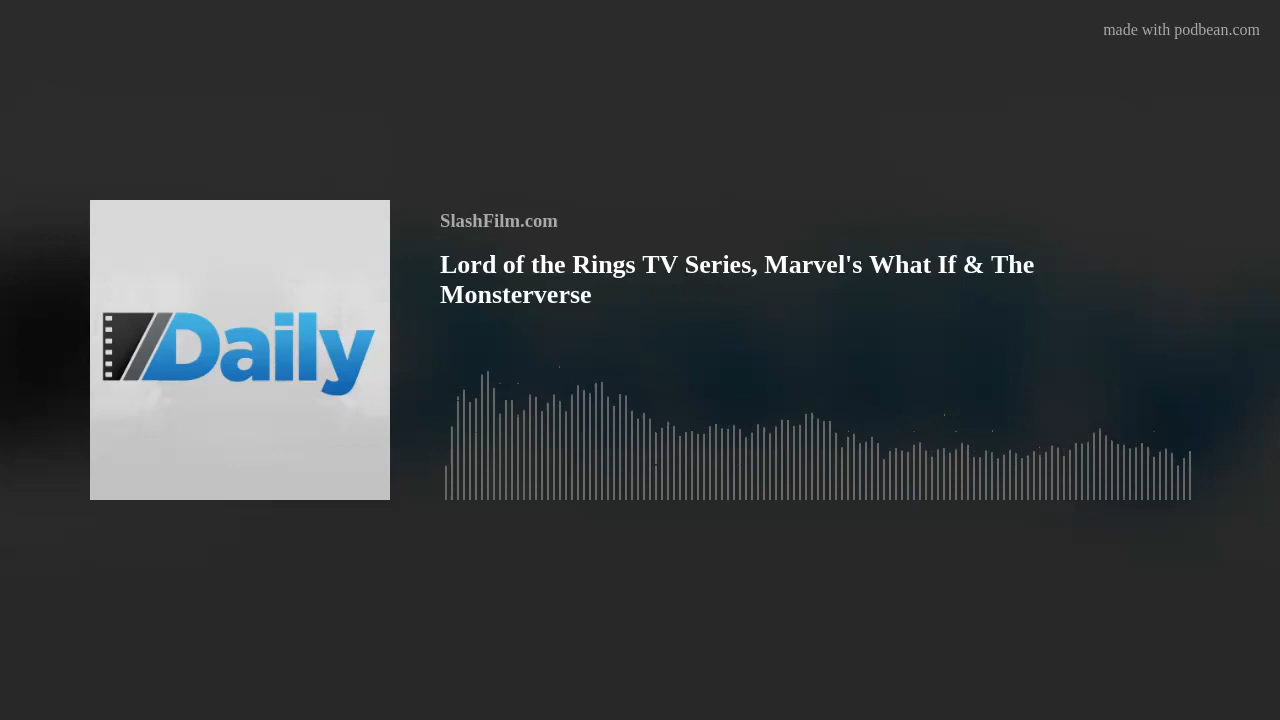 made with podbean.com
SlashFilm.com
Lord of the Rings TV Series, Marvel's What If & The
Monsterverse
Daily